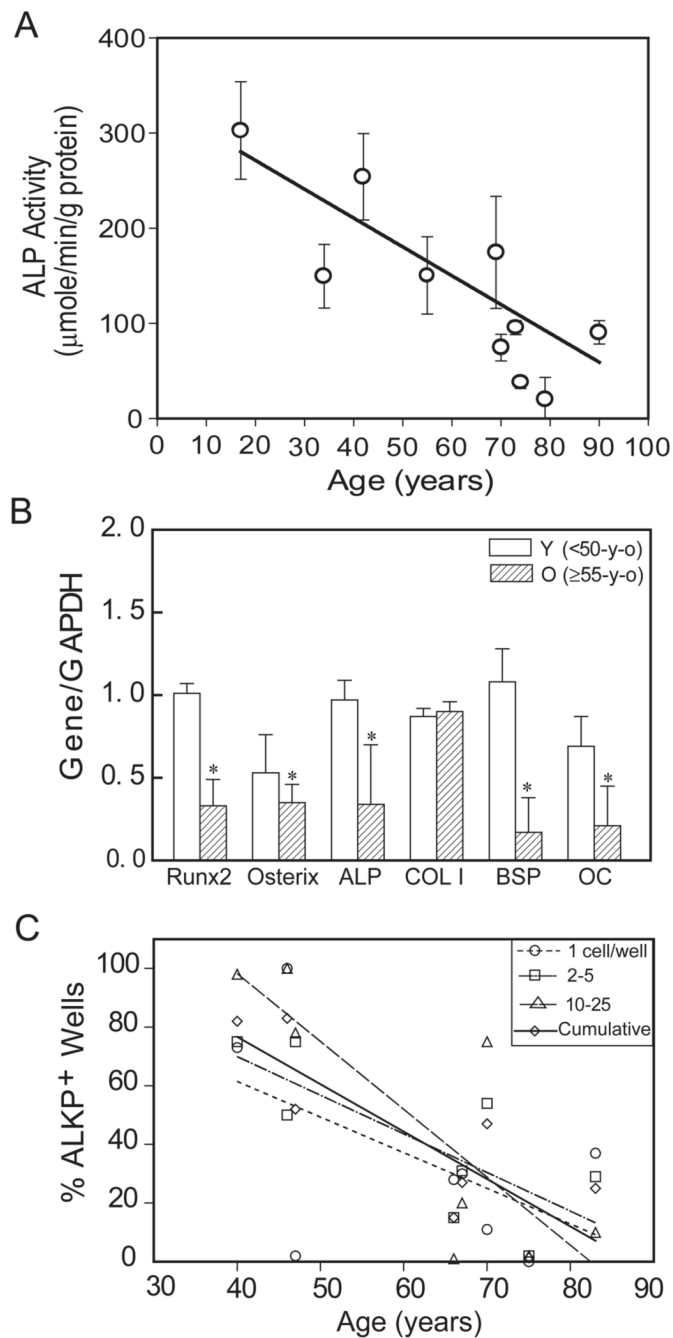 A
ALP Activity
(μmole/min/g protein)
400
300
200
100
0
0 10 20 30 40 50 60 70 80 90 100
Age (years)
B
Gene/GAPDH
2.0
1.5
1.0
0.5
0.0
Y (<50-y-o)
O (≥55-y-o)
* * * * *
Runx2 Osterix ALP COL I BSP OC
C
% ALKP+ Wells
100
80
60
40
20
0
1 cell/well
2-5
10-25
Cumulative
30 40 50 60 70 80 90
Age (years)